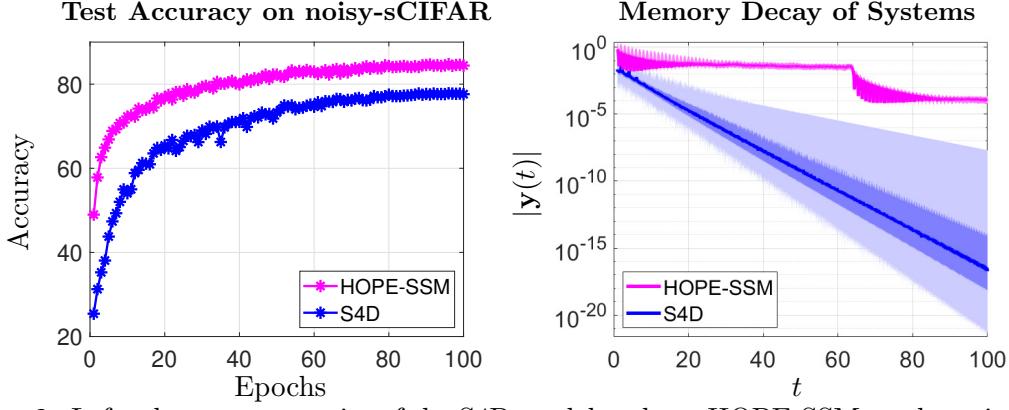 Test Accuracy on noisy-sCIFAR
Accuracy
80
60
40
20
0 20 40 60 80 100
Epochs
HOPE-SSM
S4D
Memory Decay of Systems
|y(t)|
10^0
10^-5
10^-10
10^-15
10^-20
0 20 40 60 80 100
t
HOPE-SSM
S4D